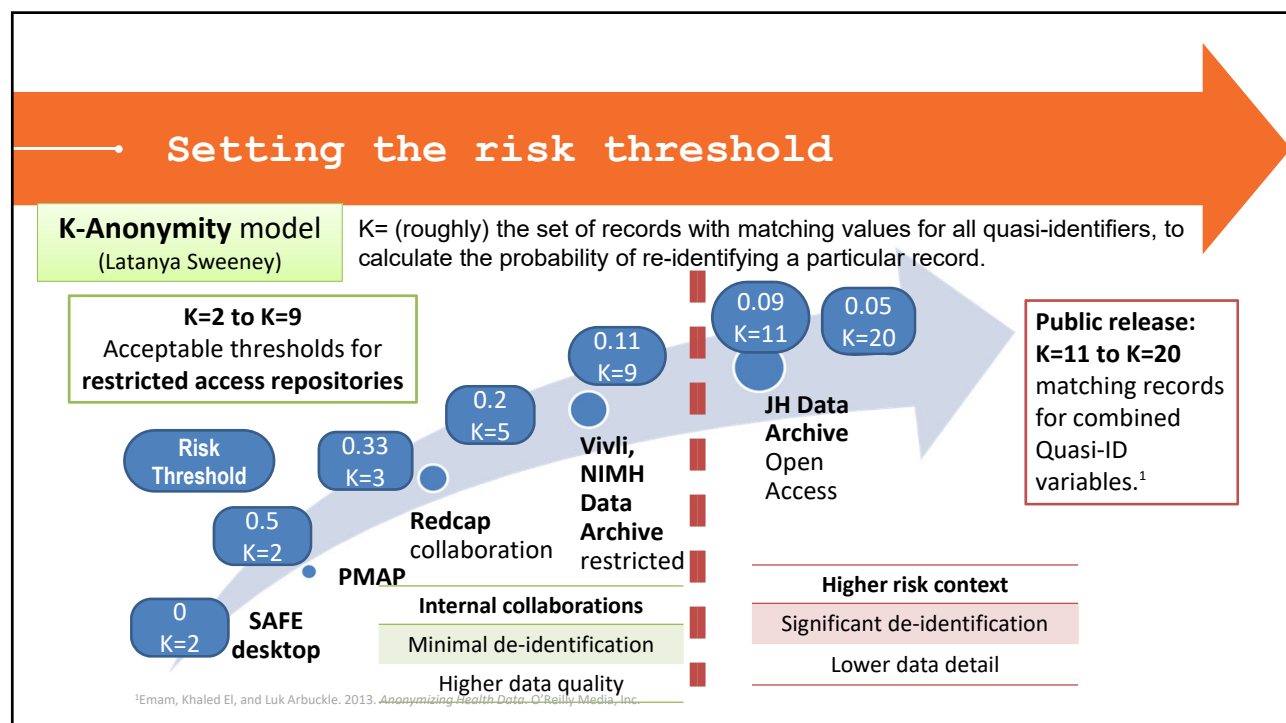 Setting the risk threshold
K-Anonymity model
(Latanya Sweeney)
K= (roughly) the set of records with matching values for all quasi-identifiers, to
calculate the probability of re-identifying a particular record.
K=2 to K=9
Acceptable thresholds for
restricted access repositories
Risk
Threshold
0
K=2
SAFE
desktop
0.5
K=2
PMAP
0.33
K=3
Redcap
collaboration
0.2
K=5
0.11
K=9
Vivli,
NIMH
Data
Archive
restricted
0.09
K=11
0.05
K=20
JH Data
Archive
Open
Access
Public release:
K=11 to K=20
matching records
for combined
Quasi-ID
variables.¹
Internal collaborations
Minimal de-identification
Higher data quality
Higher risk context
Significant de-identification
Lower data detail
¹Emam, Khaled El, and Luk Arbuckle. 2013. Anonymizing Health Data. O'Reilly Media, Inc.